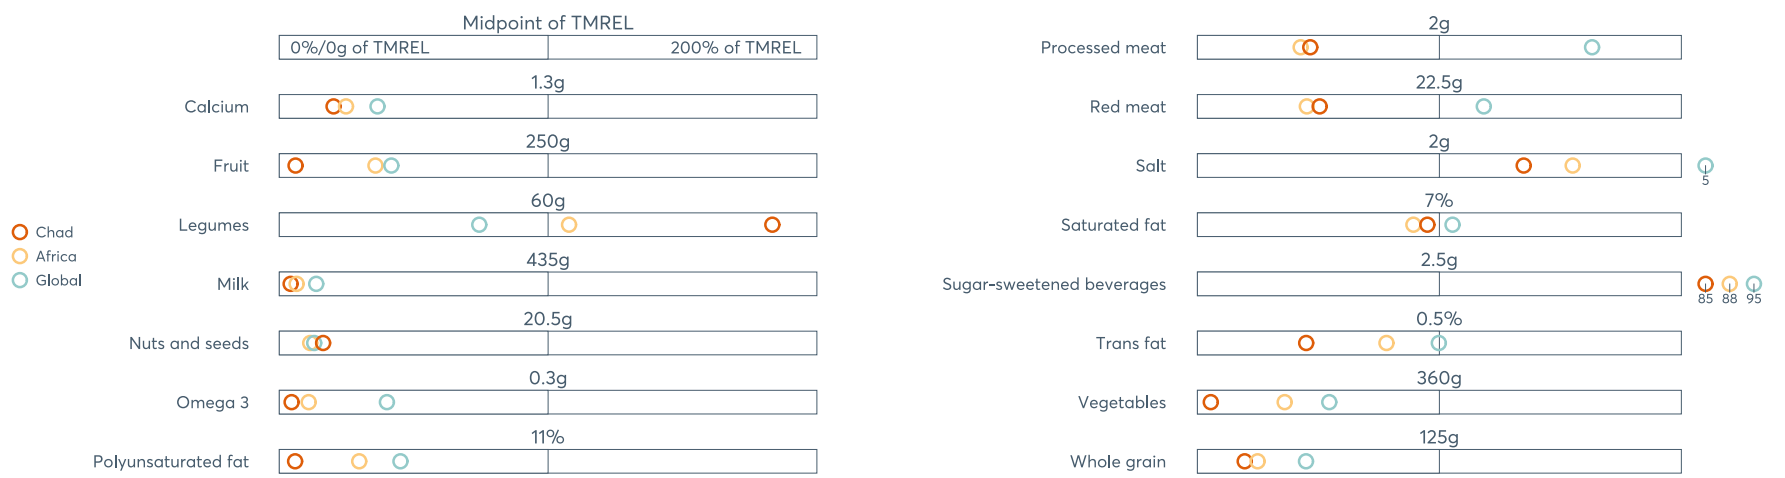 Midpoint of TMREL
0%/0g of TMREL 200% of TMREL
1.3g
Calcium
250g
Fruit
60g
Legumes
435g
Milk
20.5g
Nuts and seeds
0.3g
Omega 3
11%
Polyunsaturated fat
Chad
Africa
Global
2g
Processed meat
22.5g
Red meat
2g
Salt
5
7%
Saturated fat
2.5g
Sugar-sweetened beverages
85 88 95
0.5%
Trans fat
360g
Vegetables
125g
Whole grain